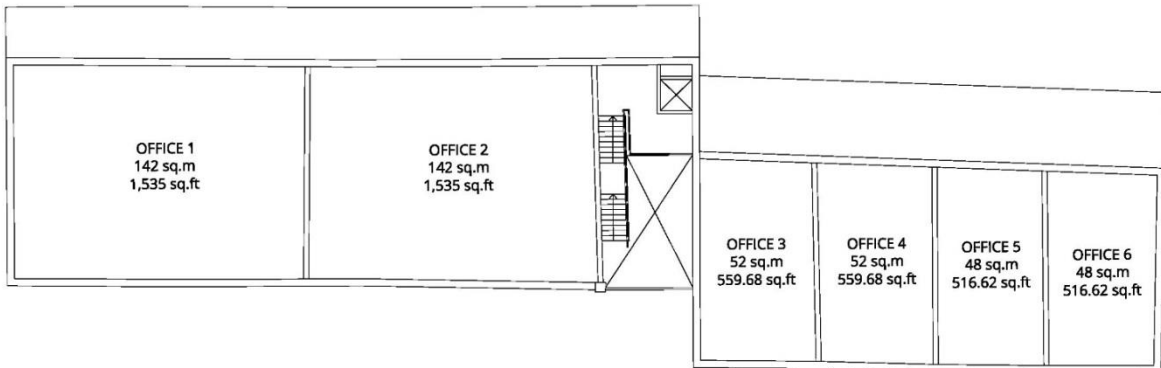 OFFICE 1
142 sq.m
1,535 sq.ft
OFFICE 2
142 sq.m
1,535 sq.ft
OFFICE 3
52 sq.m
559.68 sq.ft
OFFICE 4
52 sq.m
559.68 sq.ft
OFFICE 5
48 sq.m
516.62 sq.ft
OFFICE 6
48 sq.m
516.62 sq.ft